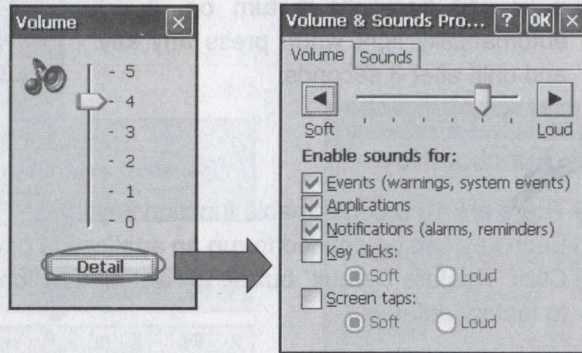 Volume
- 5
- 4
- 3
- 2
- 1
- 0
Detail
Volume & Sounds Pro... ? OK ×
Volume Sounds
Soft Loud
Enable sounds for:
Events (warnings, system events)
Applications
Notifications (alarms, reminders)
Key clicks:
Soft Loud
Screen taps:
Soft Loud